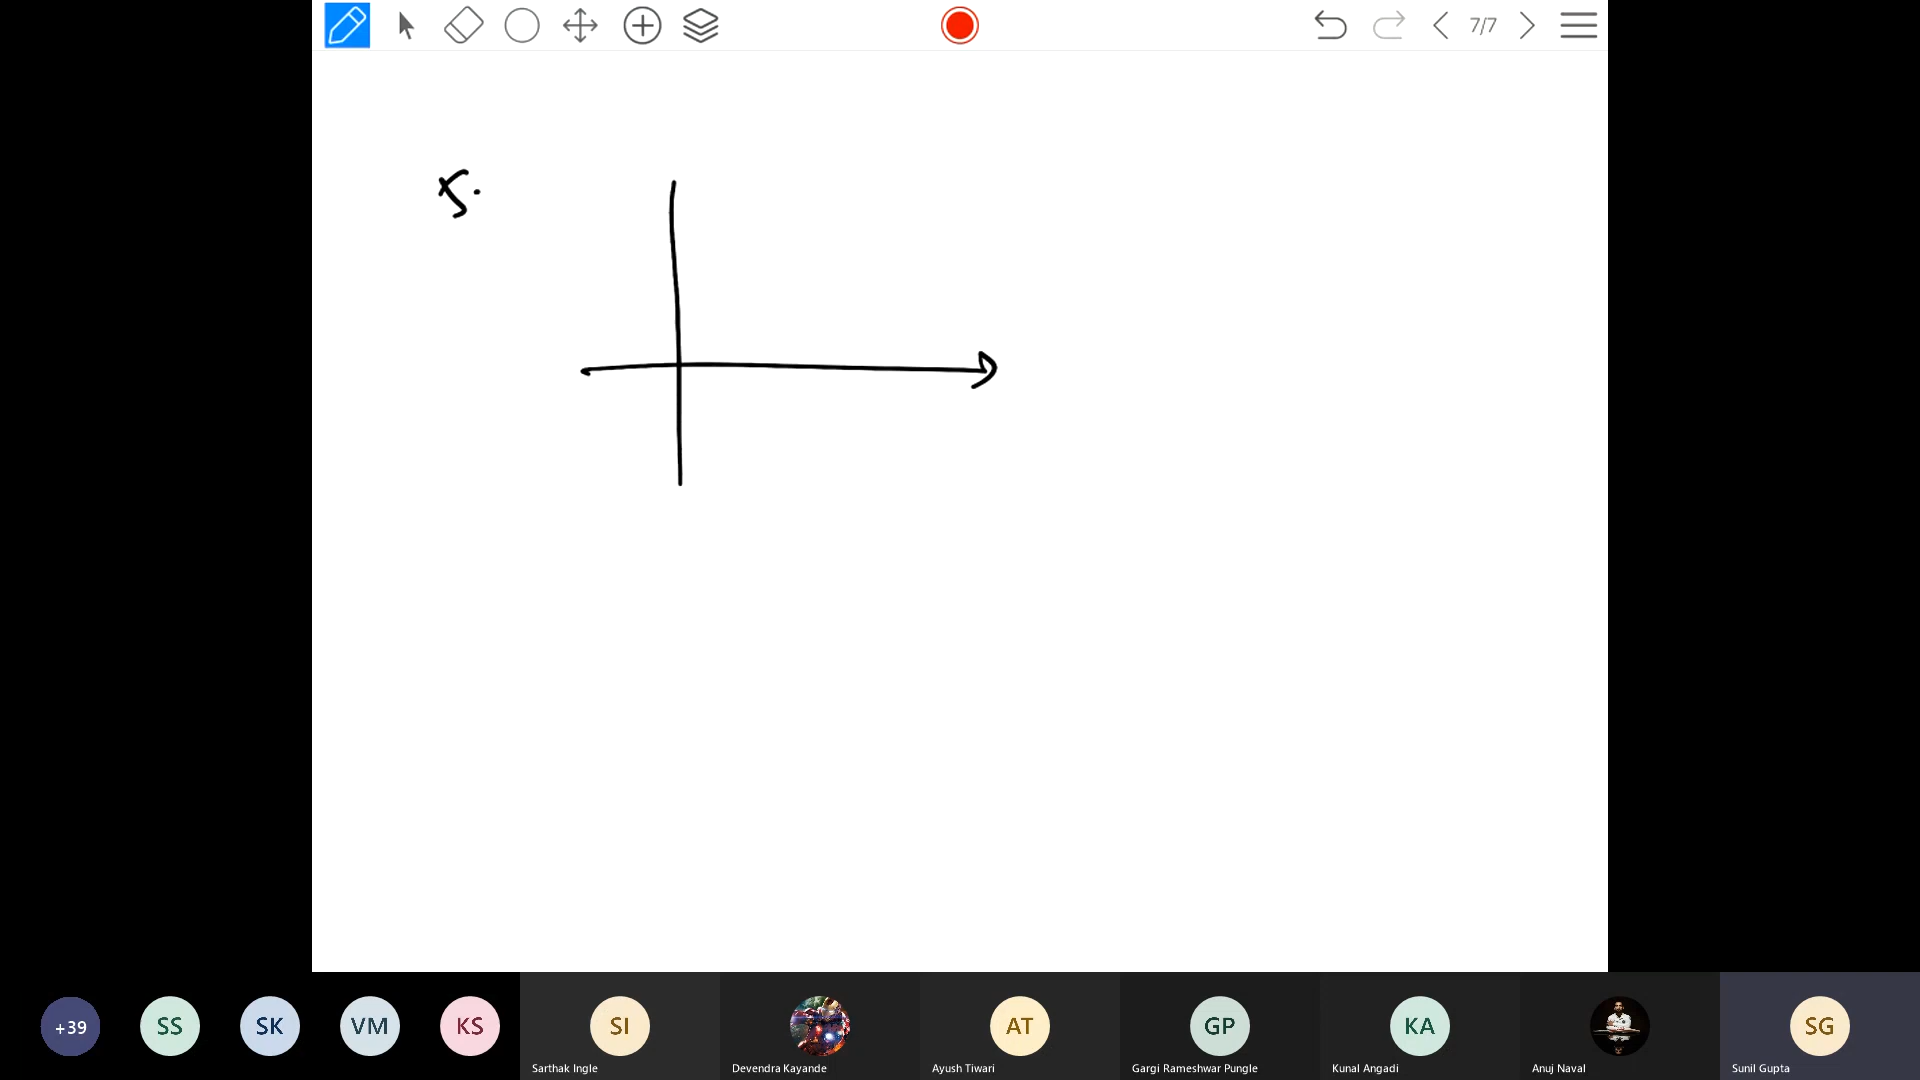 7/7
5.
+39
SS
SK
VM
KS
SI
AT
GP
KA
SG
Sarthak Ingle
Devendra Kayande
Ayush Tiwari
Gargi Rameshwar Pungle
Kunal Angadi
Anuj Naval
Sunil Gupta